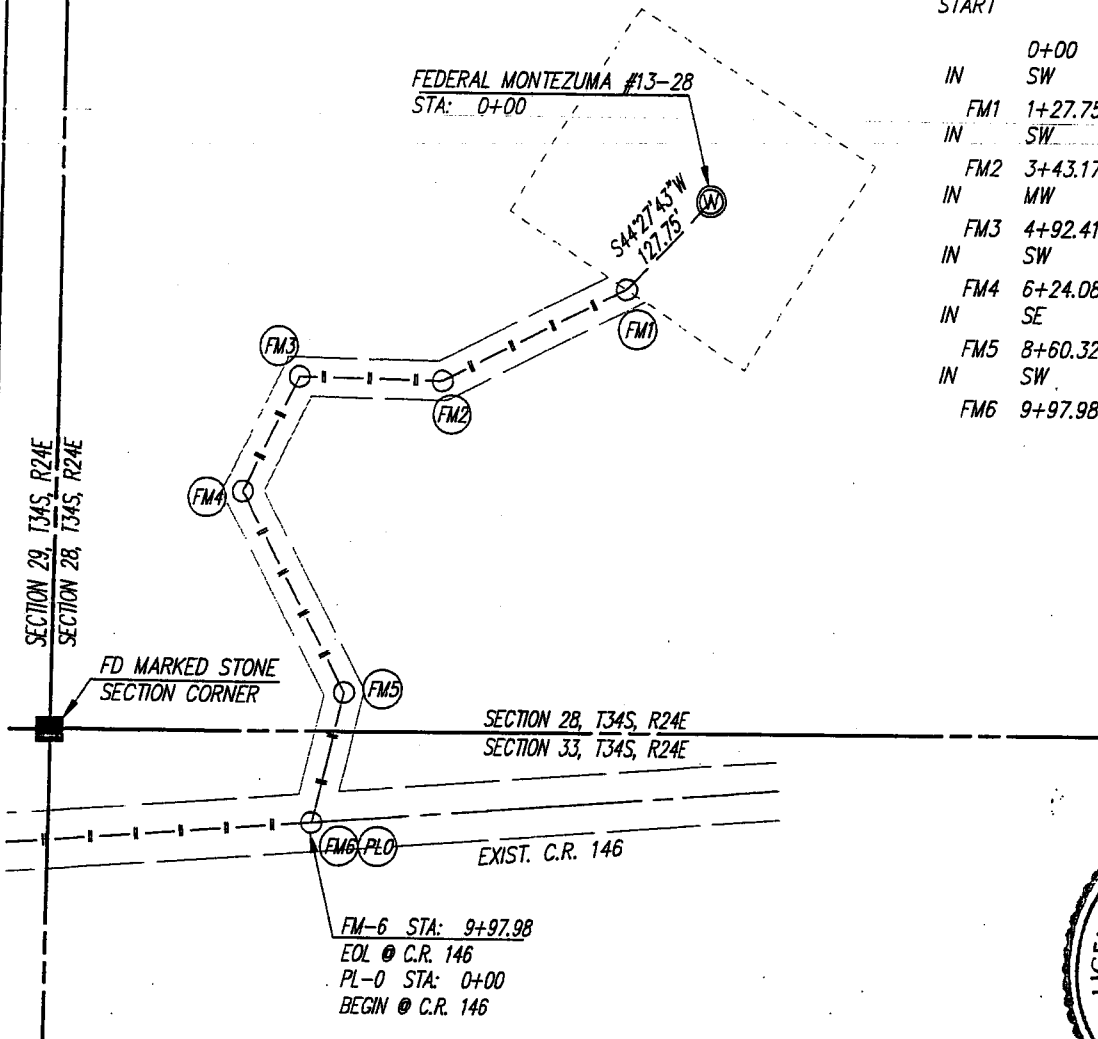 START
0+00
IN SW
FM1 1+27.75
IN SW
FM2 3+43.17
IN MW
FM3 4+92.41
IN SW
FM4 6+24.08
IN SE
FM5 8+60.32
IN SW
FM6 9+97.98
FEDERAL MONTEZUMA #13-28
STA: 0+00
W
S44°27'43"W
127.75'
FM1
FM3
FM2
FM4
SECTION 29, T34S, R24E
SECTION 28, T34S, R24E
FD MARKED STONE
SECTION CORNER
FM5
SECTION 28, T34S, R24E
SECTION 33, T34S, R24E
FM6 PL0
EXIST. C.R. 146
FM-6 STA: 9+97.98
EOL @ C.R. 146
PL-0 STA: 0+00
BEGIN @ C.R. 146